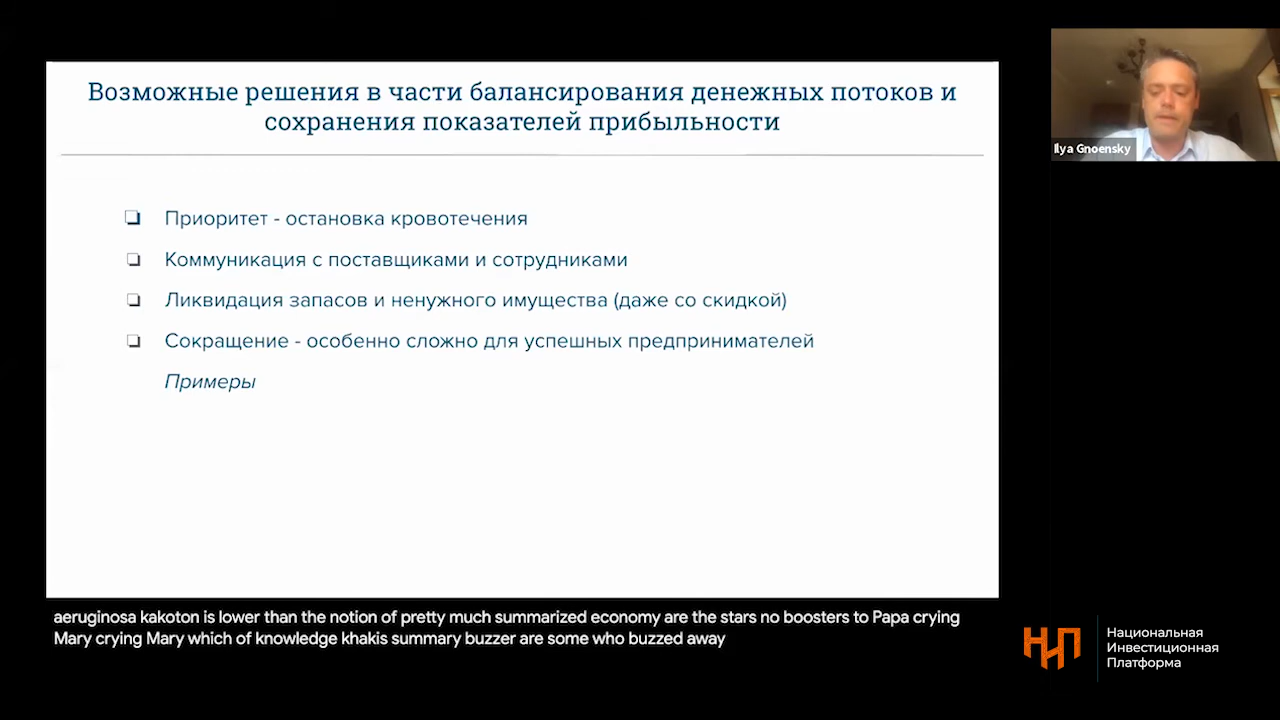 Возможные решения в части балансирования денежных потоков и
сохранения показателей прибыльности
Приоритет - остановка кровотечения
Коммуникация с поставщиками и сотрудниками
Ликвидация запасов и ненужного имущества (даже со скидкой)
Сокращение - особенно сложно для успешных предпринимателей
Примеры
Ilya Gnoensky
aeruginosa kakoton is lower than the notion of pretty much summarized economy are the stars no boosters to Papa crying
Mary crying Mary which of knowledge khakis summary buzzer are some who buzzed away
НИП
Национальная
Инвестиционная
Платформа